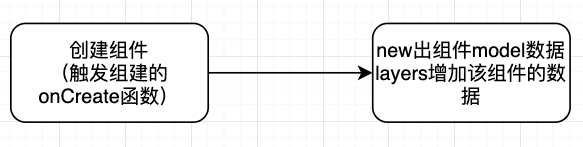 创建组件
（触发组建的
onCreate函数）
new出组件model数据
layers增加该组件的数
据